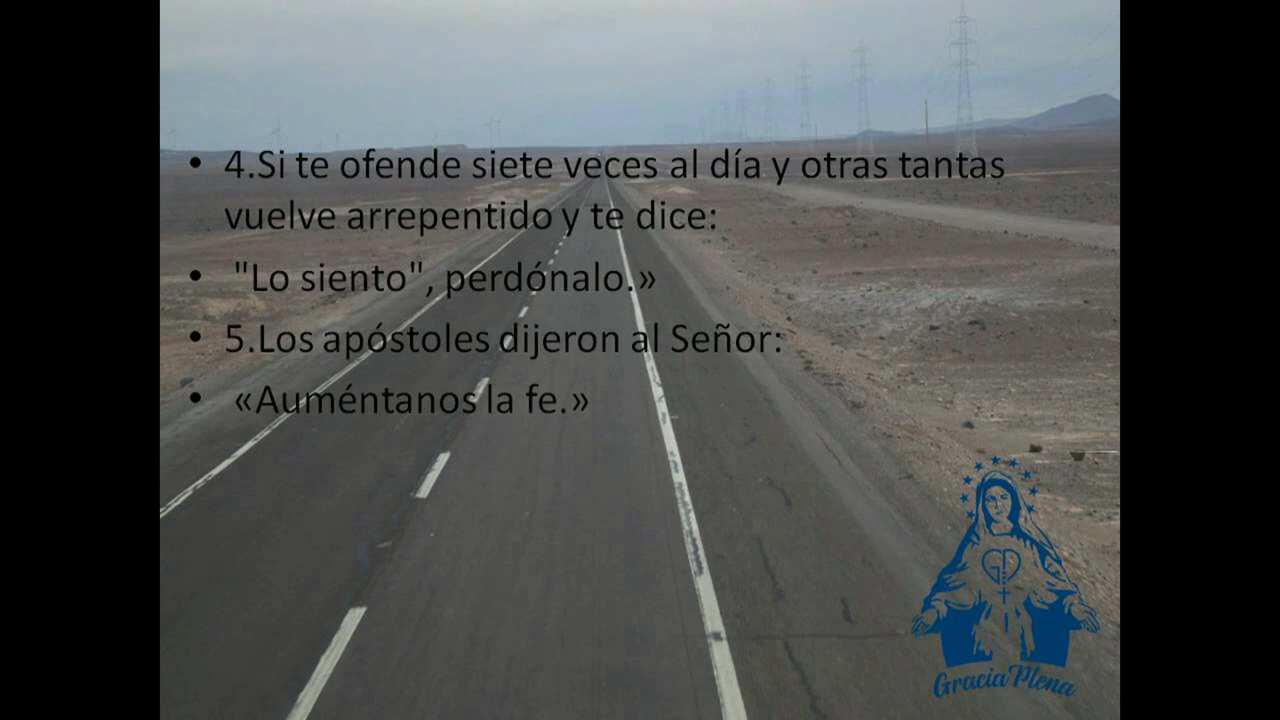 • 4.Si te ofende siete veces al día y otras tantas
vuelve arrepentido y te dice:
• "Lo siento", perdónalo.»
• 5.Los apóstoles dijeron al Señor:
• «Auméntanos la fe.»
GP
Gracia Plena